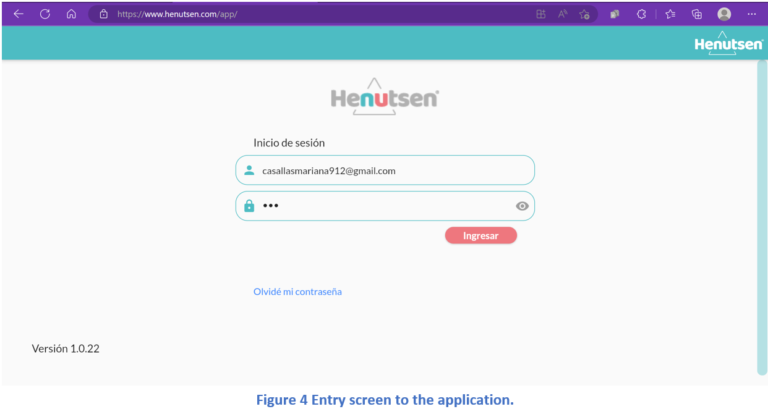 https://www.henutsen.com/app/
Henutsen
Henutsen
Inicio de sesión
casallasmariana912@gmail.com
•••
Ingresar
Olvidé mi contraseña
Versión 1.0.22
Figure 4 Entry screen to the application.